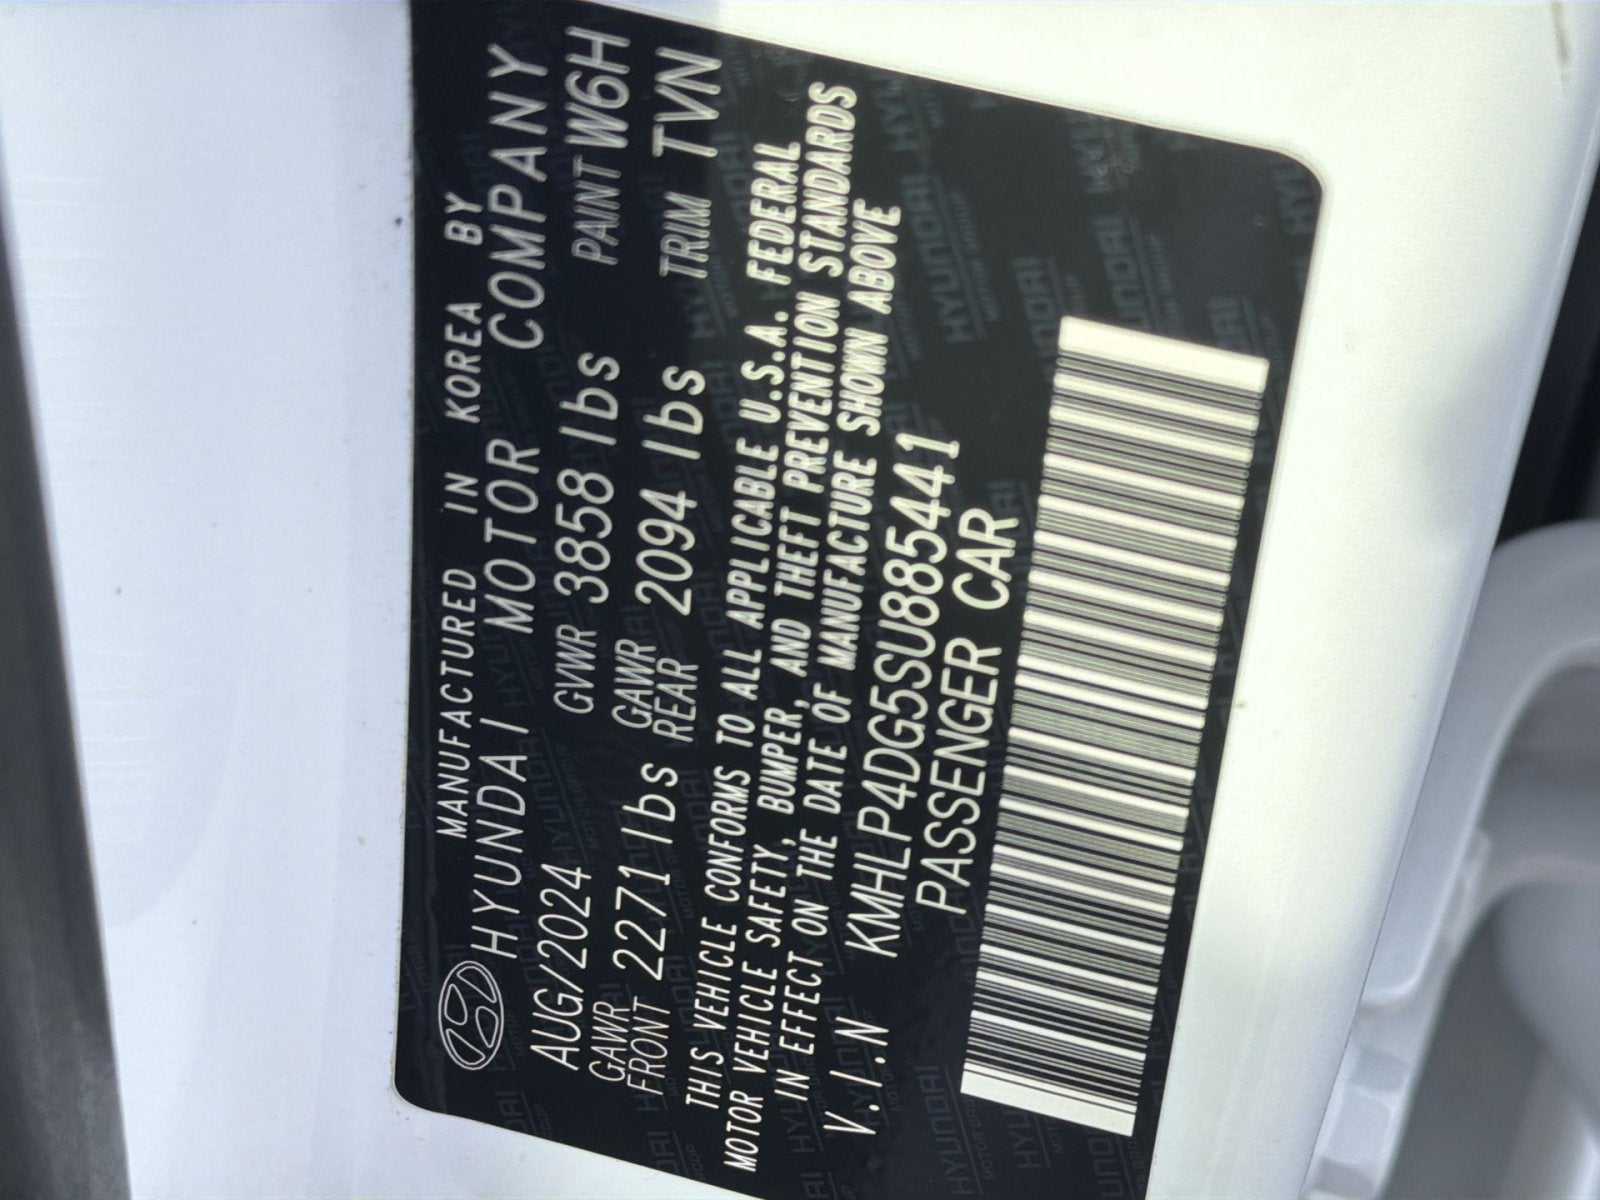 MANUFACTURED IN KOREA BY
HYUNDAI MOTOR COMPANY
AUG/2024 GVWR 3858 lbs PAINT W6H
GAWR FRONT 2271 lbs GAWR REAR 2094 lbs TRIM TVN
THIS VEHICLE CONFORMS TO ALL APPLICABLE U.S.A. FEDERAL
MOTOR VEHICLE SAFETY, BUMPER, AND THEFT PREVENTION STANDARDS
IN EFFECT ON THE DATE OF MANUFACTURE SHOWN ABOVE
V.I.N KMHLP4DG5SU885441
PASSENGER CAR